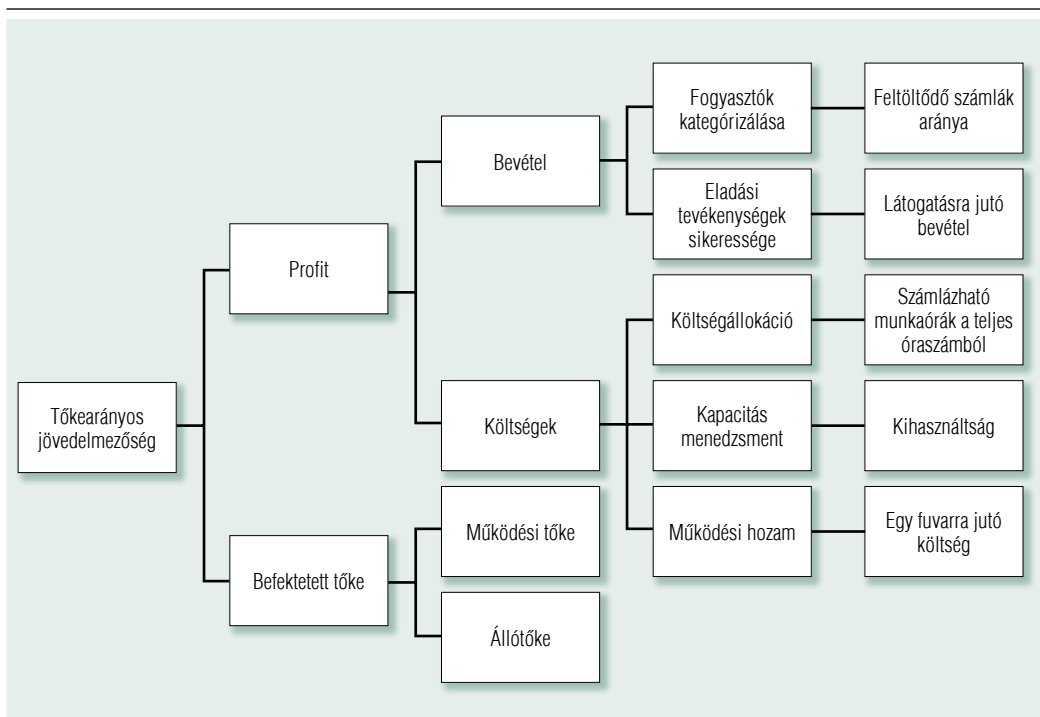 Fogyasztók
kategórizálása
Feltöltődő számlák
aránya
Bevétel
Eladási
tevékenységek
sikeressége
Látogatásra jutó
bevétel
Profit
Költségállokáció
Számlázható
munkaórák a teljes
óraszámból
Tőkearányos
jövedelmezőség
Költségek
Kapacitás
menedzsment
Kihasználtság
Működési tőke
Működési hozam
Egy fuvarra jutó
költség
Befektetett tőke
Állótőke